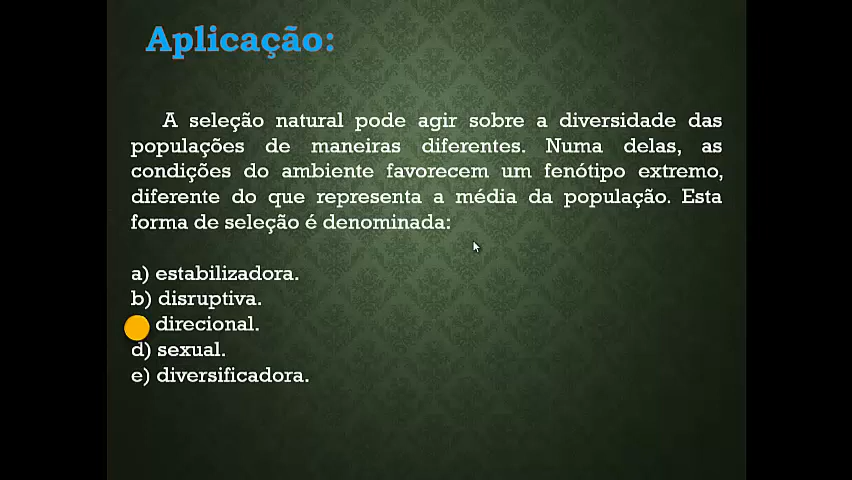 Aplicação:
A seleção natural pode agir sobre a diversidade das
populações de maneiras diferentes. Numa delas, as
condições do ambiente favorecem um fenótipo extremo,
diferente do que representa a média da população. Esta
forma de seleção é denominada:
a) estabilizadora.
b) disruptiva.
direcional.
d) sexual.
e) diversificadora.